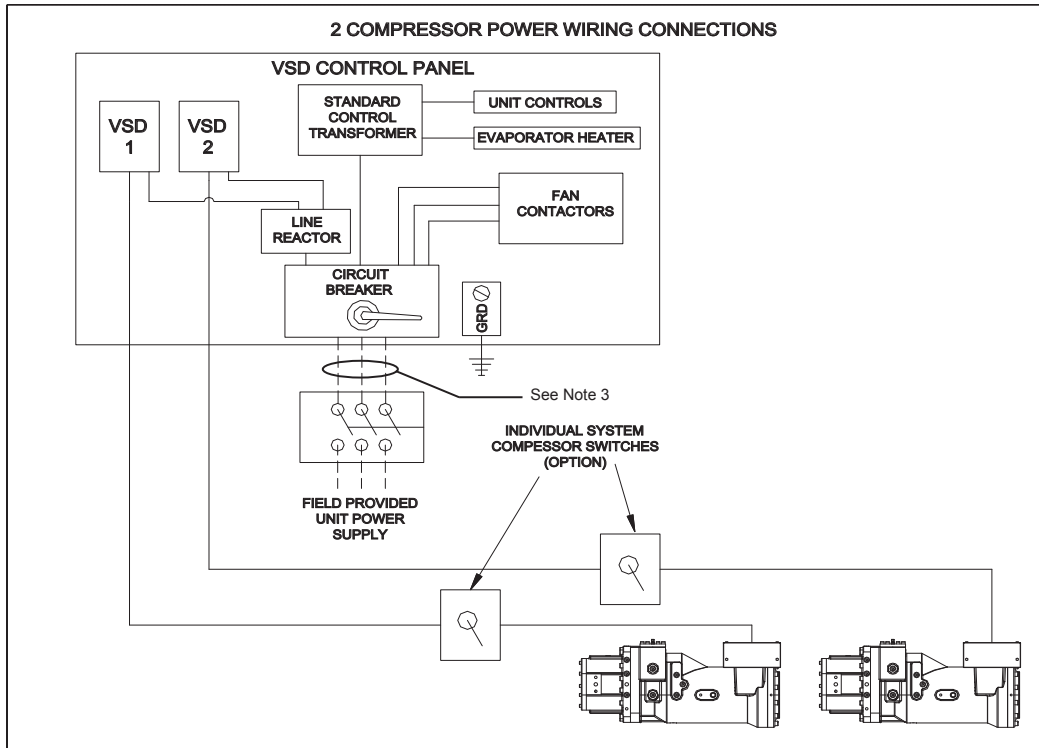 2 COMPRESSOR POWER WIRING CONNECTIONS
VSD CONTROL PANEL
VSD
1
VSD
2
STANDARD
CONTROL
TRANSFORMER
UNIT CONTROLS
EVAPORATOR HEATER
FAN
CONTACTORS
LINE
REACTOR
CIRCUIT
BREAKER
GRD
See Note 3
INDIVIDUAL SYSTEM
COMPESSOR SWITCHES
(OPTION)
FIELD PROVIDED
UNIT POWER
SUPPLY